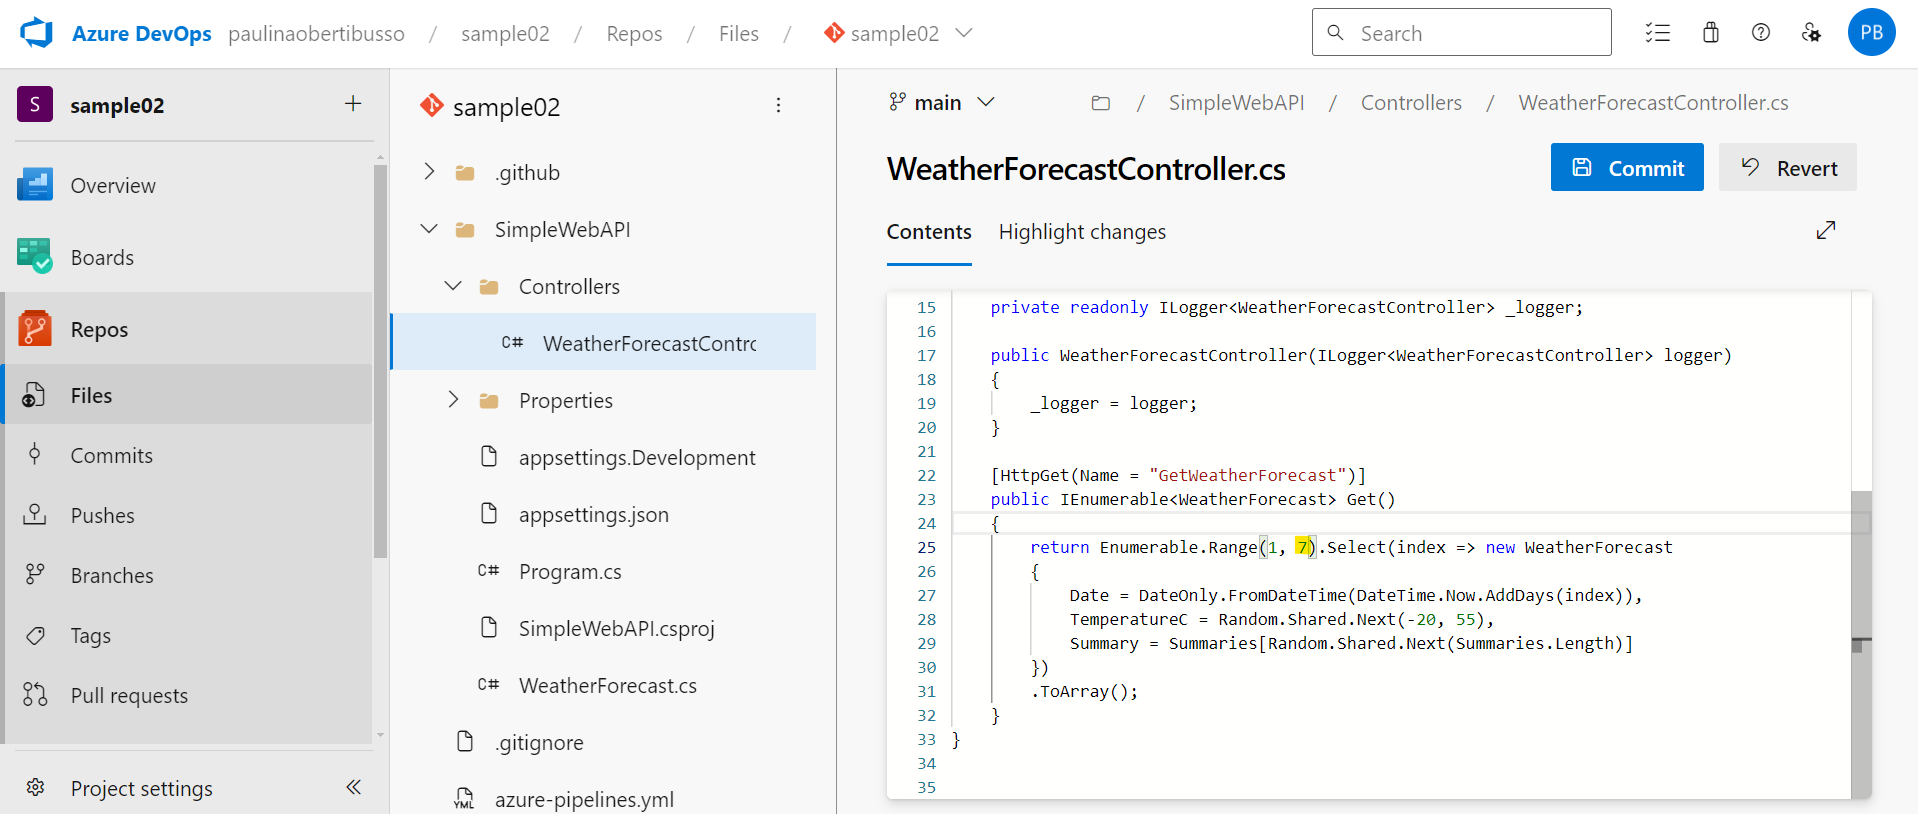 Azure DevOps paulinaobertibusso / sample02 / Repos / Files / sample02
Search
PB
S sample02 +
Overview
Boards
Repos
Files
Commits
Pushes
Branches
Tags
Pull requests
Project settings
sample02
.github
SimpleWebAPI
Controllers
C# WeatherForecastContro
Properties
appsettings.Development
appsettings.json
C# Program.cs
SimpleWebAPI.csproj
C# WeatherForecast.cs
.gitignore
YML azure-pipelines.yml
main
/ SimpleWebAPI / Controllers / WeatherForecastController.cs
WeatherForecastController.cs
Commit
Revert
Contents
Highlight changes
15 private readonly ILogger<WeatherForecastController> _logger;
16
17 public WeatherForecastController(ILogger<WeatherForecastController> logger)
18 {
19 _logger = logger;
20 }
21
22 [HttpGet(Name = "GetWeatherForecast")]
23 public IEnumerable<WeatherForecast> Get()
24 {
25 return Enumerable.Range(1, 7).Select(index => new WeatherForecast
26 {
27 Date = DateOnly.FromDateTime(DateTime.Now.AddDays(index)),
28 TemperatureC = Random.Shared.Next(-20, 55),
29 Summary = Summaries[Random.Shared.Next(Summaries.Length)]
30 })
31 .ToArray();
32 }
33 }
34
35